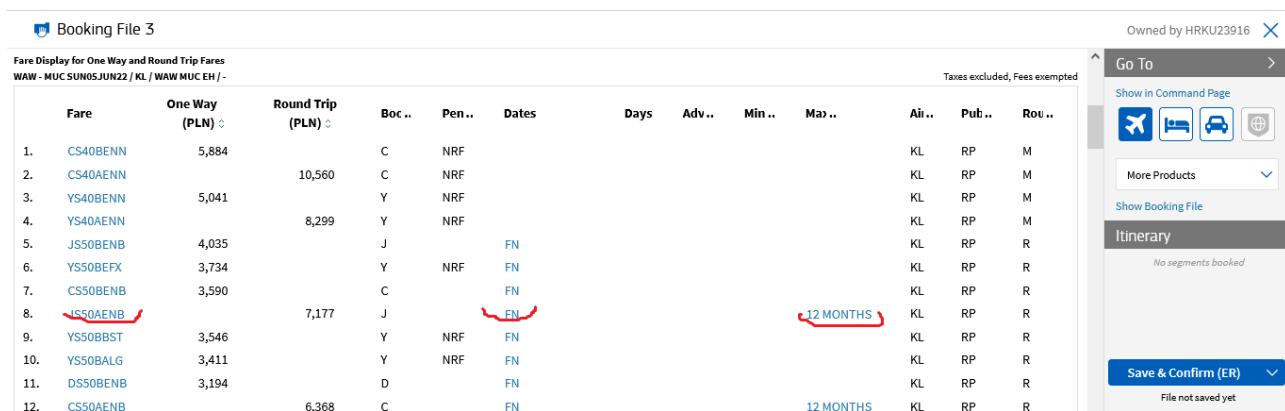 Booking File 3
Owned by HRKU23916
Fare Display for One Way and Round Trip Fares
WAW - MUC SUN05JUN22 / KL / WAW MUC EH / -
Taxes excluded, Fees exempted
Fare One Way (PLN) Round Trip (PLN) Boc .. Pen .. Dates Days Adv .. Min .. Max .. Air .. Pub .. Rou ..
1. CS40BENN 5,884 C NRF KL RP M
2. CS40AENN 10,560 C NRF KL RP M
3. YS40BENN 5,041 Y NRF KL RP M
4. YS40AENN 8,299 Y NRF KL RP M
5. JS50BENB 4,035 J FN KL RP R
6. YS50BEFX 3,734 Y NRF FN KL RP R
7. CS50BENB 3,590 C FN KL RP R
8. JS50AENB 7,177 J FN 12 MONTHS KL RP R
9. YS50BBST 3,546 Y NRF FN KL RP R
10. YS50BALG 3,411 Y NRF FN KL RP R
11. DS50BENB 3,194 D FN KL RP R
12. CS50AENB 6,368 C FN 12 MONTHS KL RP R
Go To
Show in Command Page
More Products
Show Booking File
Itinerary
No segments booked
Save & Confirm (ER)
File not saved yet